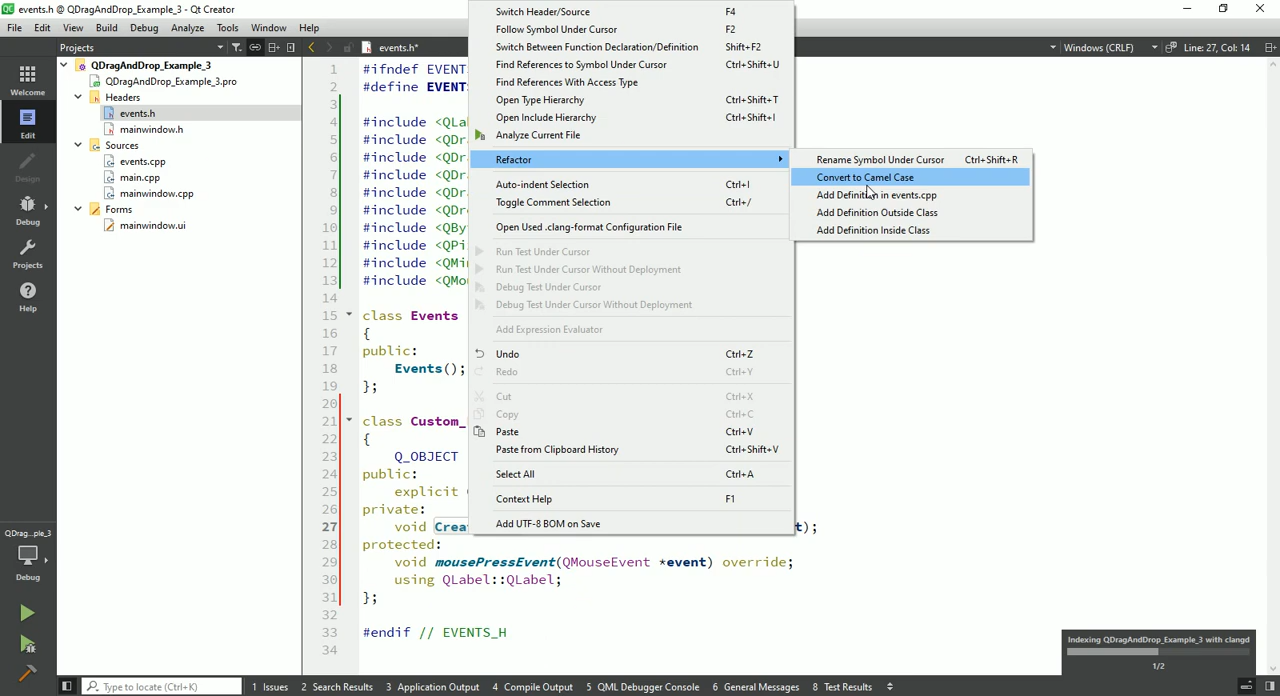 events.h @ QDragAndDrop_Example_3 - Qt Creator
File Edit View Build Debug Analyze Tools Window Help
Projects
events.h*
Windows (CRLF)
Line: 27, Col: 14
Welcome
Edit
Design
Debug
Projects
Help
QDragAndDrop_Example_3
QDragAndDrop_Example_3.pro
Headers
events.h
mainwindow.h
Sources
events.cpp
main.cpp
mainwindow.cpp
Forms
mainwindow.ui
QDrag...ple_3
Debug
1 #ifndef EVENT
2 #define EVENT
3
4 #include <QLa
5 #include <QDr
6 #include <QDr
7 #include <QDr
8 #include <QDr
9 #include <QDr
10 #include <QBy
11 #include <QPi
12 #include <QMi
13 #include <QMo
14
15 class Events
16 {
17 public:
18 Events();
19 };
20
21 class Custom_
22 {
23 Q_OBJECT
24 public:
25 explicit
26 private:
27 void Crea t);
28 protected:
29 void mousePressEvent(QMouseEvent *event) override;
30 using QLabel::QLabel;
31 };
32
33 #endif // EVENTS_H
34
Switch Header/Source F4
Follow Symbol Under Cursor F2
Switch Between Function Declaration/Definition Shift+F2
Find References to Symbol Under Cursor Ctrl+Shift+U
Find References With Access Type
Open Type Hierarchy Ctrl+Shift+T
Open Include Hierarchy Ctrl+Shift+I
Analyze Current File
Refactor
Auto-indent Selection Ctrl+I
Toggle Comment Selection Ctrl+/
Open Used .clang-format Configuration File
Run Test Under Cursor
Run Test Under Cursor Without Deployment
Debug Test Under Cursor
Debug Test Under Cursor Without Deployment
Add Expression Evaluator
Undo Ctrl+Z
Redo Ctrl+Y
Cut Ctrl+X
Copy Ctrl+C
Paste Ctrl+V
Paste from Clipboard History Ctrl+Shift+V
Select All Ctrl+A
Context Help F1
Add UTF-8 BOM on Save
Rename Symbol Under Cursor Ctrl+Shift+R
Convert to Camel Case
Add Definition in events.cpp
Add Definition Outside Class
Add Definition Inside Class
Indexing QDragAndDrop_Example_3 with clangd
1/2
Type to locate (Ctrl+K)
1 Issues 2 Search Results 3 Application Output 4 Compile Output 5 QML Debugger Console 6 General Messages 8 Test Results